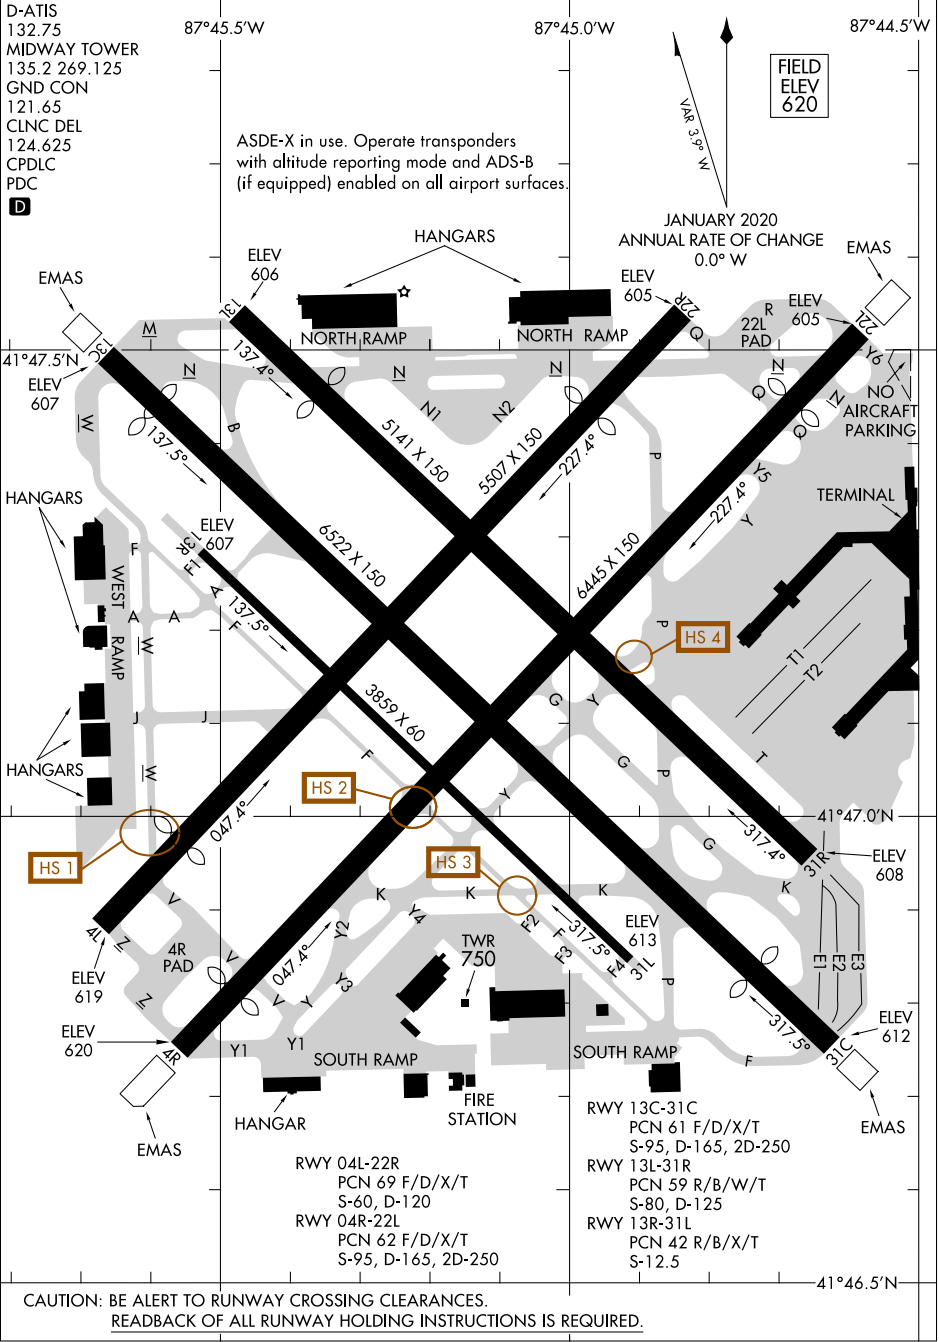 D-ATIS
132.75
MIDWAY TOWER
135.2 269.125
GND CON
121.65
CLNC DEL
124.625
CPDLC
PDC
D
87°45.5'W
87°45.0'W
87°44.5'W
FIELD
ELEV
620
VAR 3.9° W
ASDE-X in use. Operate transponders
with altitude reporting mode and ADS-B
(if equipped) enabled on all airport surfaces.
JANUARY 2020
ANNUAL RATE OF CHANGE
0.0° W
HANGARS
EMAS
ELEV
606
ELEV
605
ELEV
605
EMAS
13L
22R
R
22L
PAD
22L
M
NORTH RAMP
NORTH RAMP
Q
13C
41°47.5'N
Y6
ELEV
607
137.4°
N
N
N
N
NO
AIRCRAFT
PARKING
W
B
N1
N2
Q
N
Q
137.5°
5141 X 150
5507 X 150
227.4°
P
Y5
HANGARS
227.4°
Y
TERMINAL
ELEV
607
13R
F1
F
6522 X 150
6445 X 150
WEST
RAMP
A
A
A
F
137.5°
W
P
HS 4
T1
T2
3859 X 60
G
Y
J
J
F
G
P
T
HANGARS
W
HS 2
Y
047.4°
41°47.0'N
HS 1
HS 3
G
317.4°
31R
ELEV
608
K
K
K
V
Y4
Y2
F2
F
317.5°
F3
F4
31L
ELEV
613
4L
Z
4R
PAD
V
047.4°
Y3
TWR
750
P
E1
E2
E3
ELEV
619
Z
V
Y
ELEV
620
4R
Y1
Y1
SOUTH RAMP
SOUTH RAMP
F
317.5°
31C
ELEV
612
EMAS
HANGAR
FIRE
STATION
EMAS
RWY 13C-31C
PCN 61 F/D/X/T
S-95, D-165, 2D-250
RWY 13L-31R
PCN 59 R/B/W/T
S-80, D-125
RWY 13R-31L
PCN 42 R/B/X/T
S-12.5
RWY 04L-22R
PCN 69 F/D/X/T
S-60, D-120
RWY 04R-22L
PCN 62 F/D/X/T
S-95, D-165, 2D-250
41°46.5'N
CAUTION: BE ALERT TO RUNWAY CROSSING CLEARANCES.
READBACK OF ALL RUNWAY HOLDING INSTRUCTIONS IS REQUIRED.